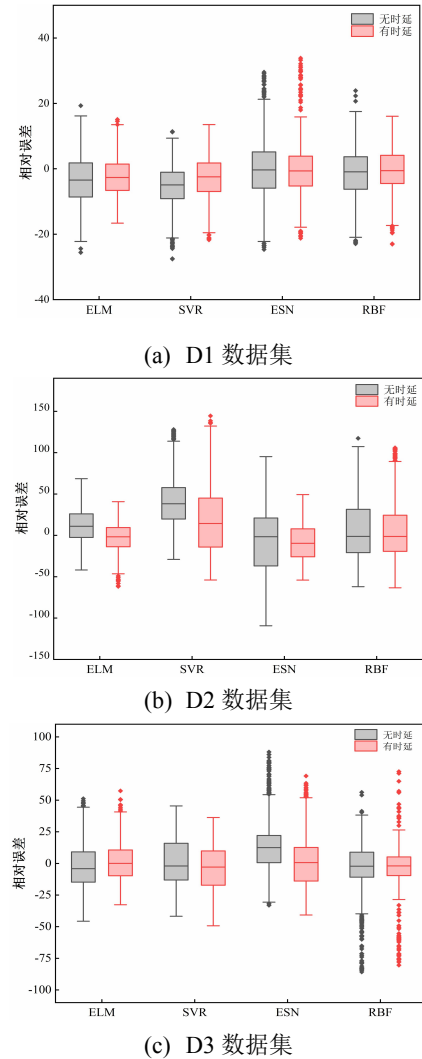 40
20
0
-20
-40
相对误差
无时延
有时延
ELM
SVR
ESN
RBF
(a) D1 数据集
150
100
50
0
-50
-100
-150
相对误差
无时延
有时延
ELM
SVR
ESN
RBF
(b) D2 数据集
100
75
50
25
0
-25
-50
-75
-100
相对误差
无时延
有时延
ELM
SVR
ESN
RBF
(c) D3 数据集